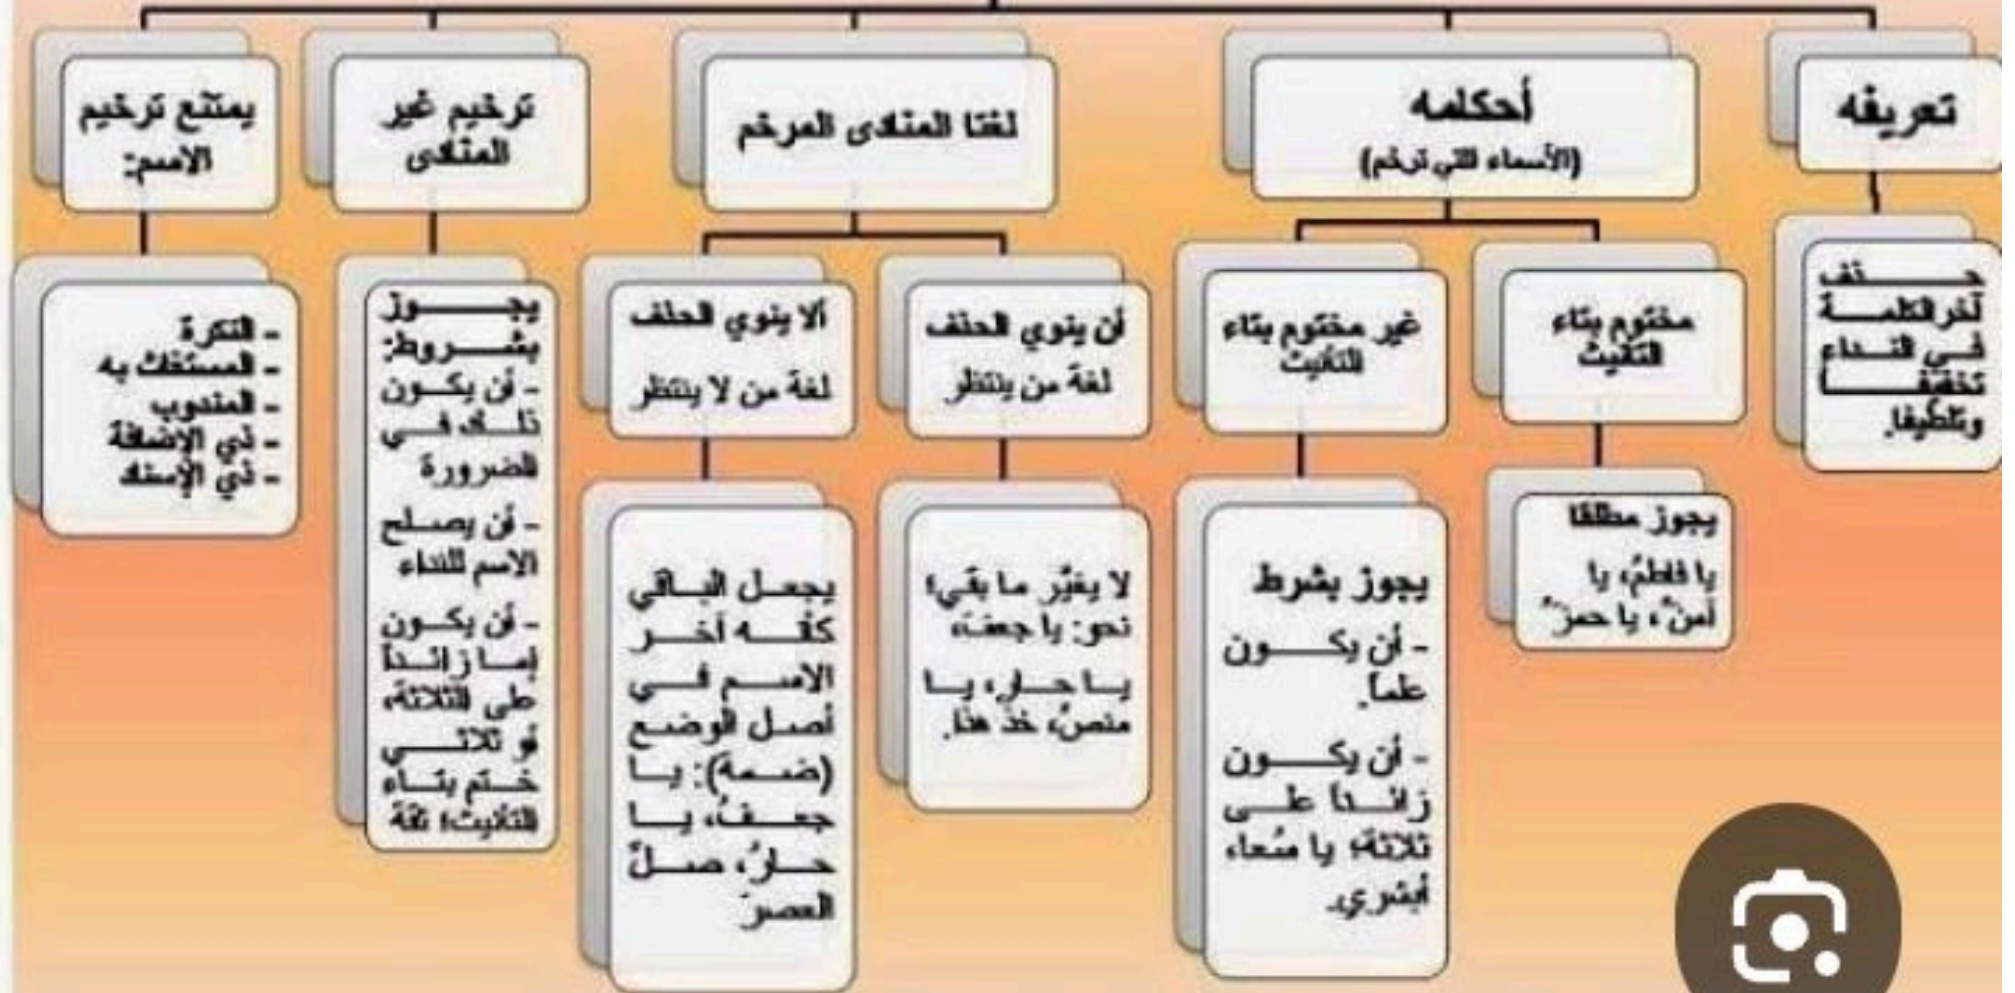 تعريفه
حذف
آخر الكلمة
في النداء
تخفيفاً
وتلطيفا.
أحكامه
(الأسماء التي ترخم)
مختوم بتاء
التأنيث
يجوز مطلقا
يا فاطمُ، يا
أمنَُ، يا حمزَُ
غير مختوم بتاء
التأنيث
يجوز بشرط
- أن يكون
علماً.
- أن يكون
زائداً على
ثلاثة؛ يا سُعا،
أبشري.
لغتا المنادى المرخم
أن ينوي الحذف
لغة من ينتظر
لا يغيَّر ما بقي؛
نحو: يا جعفَ،
يا حارِ، يا
منصُ، خذ هذا.
ألا ينوي الحذف
لغة من لا ينتظر
يجعل الباقي
كأنه آخر
الاسم في
أصل الوضع
(ضمة): يا
جعفُ، يا
حارُ، صلِّ
العصرَ
ترخيم غير
المنادى
يجوز
بشروط:
- أن يكون
ذلك في
الضرورة
- أن يصلح
الاسم للنداء
- أن يكون
إما زائداً
على الثلاثة،
أو ثلاثي
ختم بتاء
التأنيث؛ ثقة
يمتنع ترخيم
الاسم:
- النكرة
- المستغاث به
- المندوب
- ذي الإضافة
- ذي الإسناد